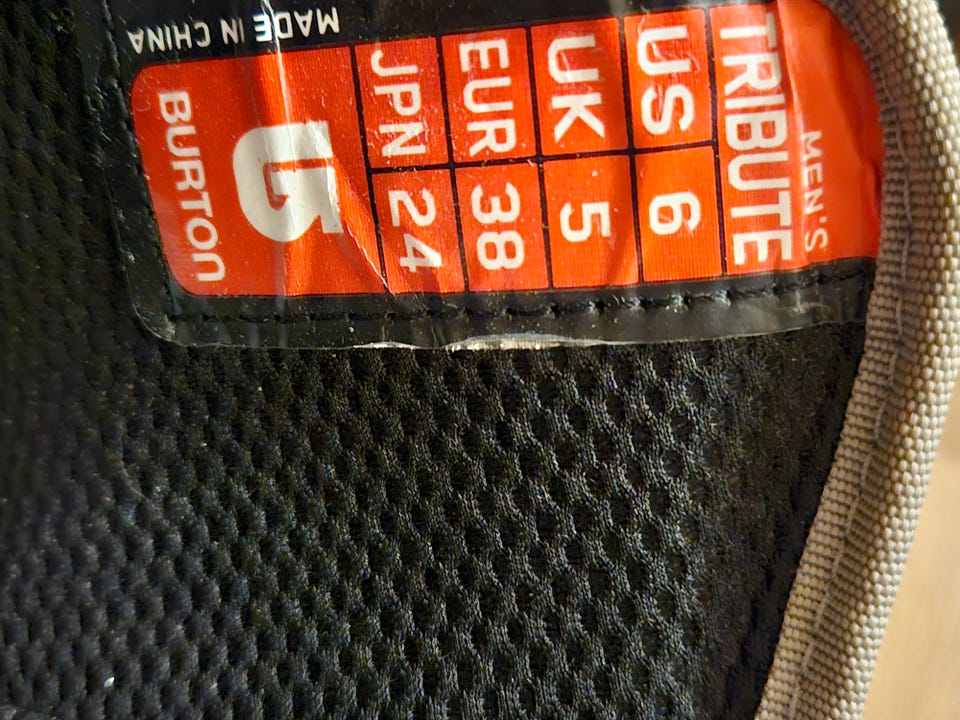 MEN'S
TRIBUTE
US 6
UK 5
EUR 38
JPN 24
BURTON
MADE IN CHINA